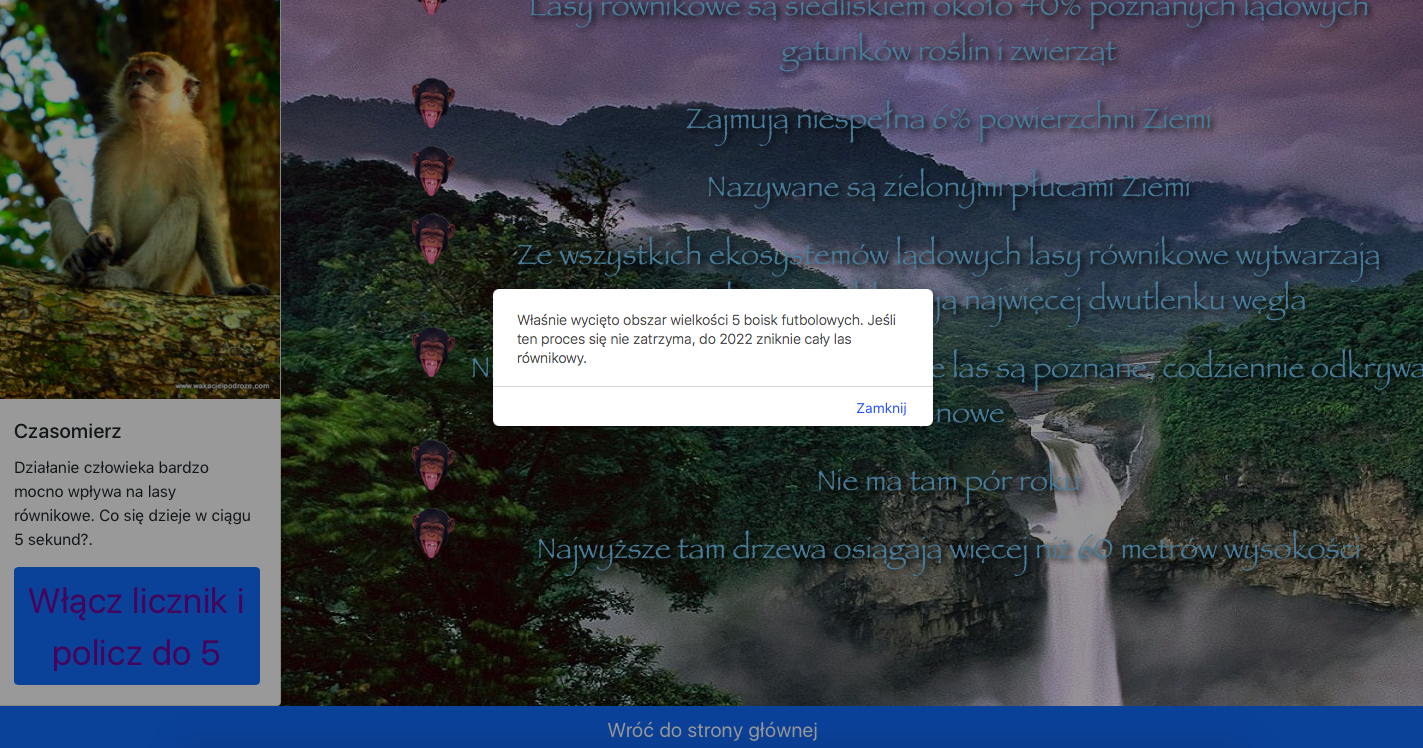 Lasy równikowe są siedliskiem około 40% poznanych lądowych
gatunków roślin i zwierząt
Zajmują niespełna 6% powierzchni Ziemi
Nazywane są zielonymi płucami Ziemi
Ze wszystkich ekosystemów lądowych lasy równikowe wytwarzają
ją najwięcej dwutlenku węgla
las są poznane, codziennie odkrywa
nowe
Nie ma tam pór roku
Najwyższe tam drzewa osiągają więcej niż 60 metrów wysokości
Właśnie wycięto obszar wielkości 5 boisk futbolowych. Jeśli
ten proces się nie zatrzyma, do 2022 zniknie cały las
równikowy.
Zamknij
www.wakacjeipodroze.com
Czasomierz
Działanie człowieka bardzo
mocno wpływa na lasy
równikowe. Co się dzieje w ciągu
5 sekund?.
Włącz licznik i
policz do 5
Wróć do strony głównej